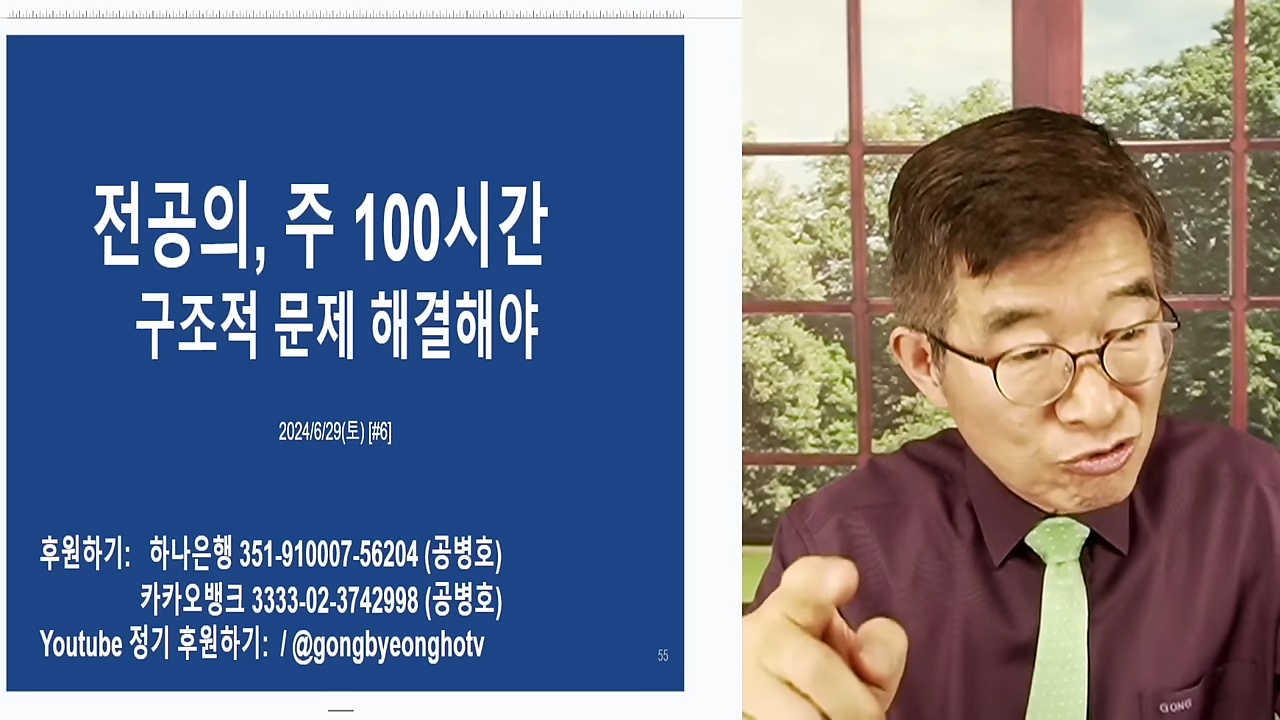 전공의, 주 100시간
구조적 문제 해결해야
2024/6/29(토) [#6]
후원하기: 하나은행 351-910007-56204 (공병호)
카카오뱅크 3333-02-3742998 (공병호)
Youtube 정기 후원하기: / @gongbyeonghotv
55
GONG